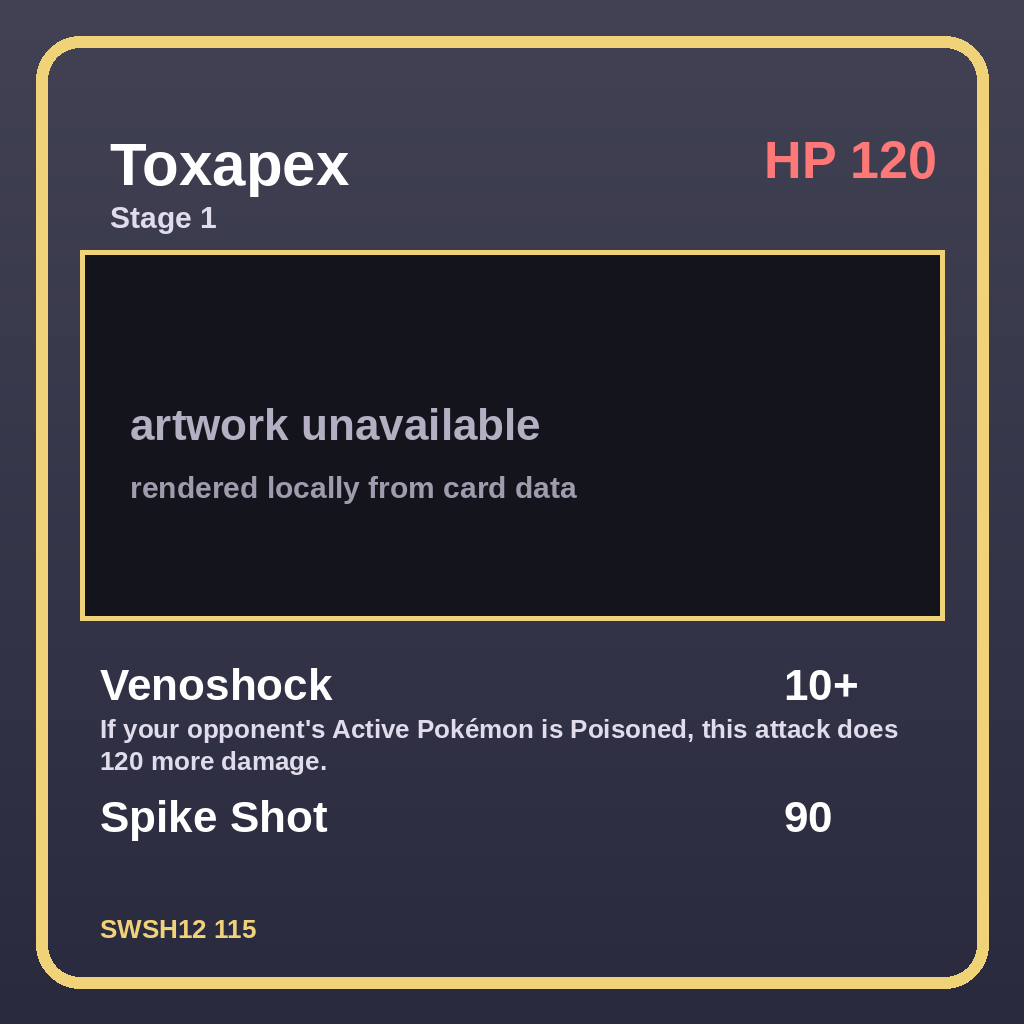 Toxapex
HP 120
Stage 1
artwork unavailable
rendered locally from card data
Venoshock
10+
If your opponent's Active Pokémon is Poisoned, this attack does
120 more damage.
Spike Shot
90
SWSH12 115